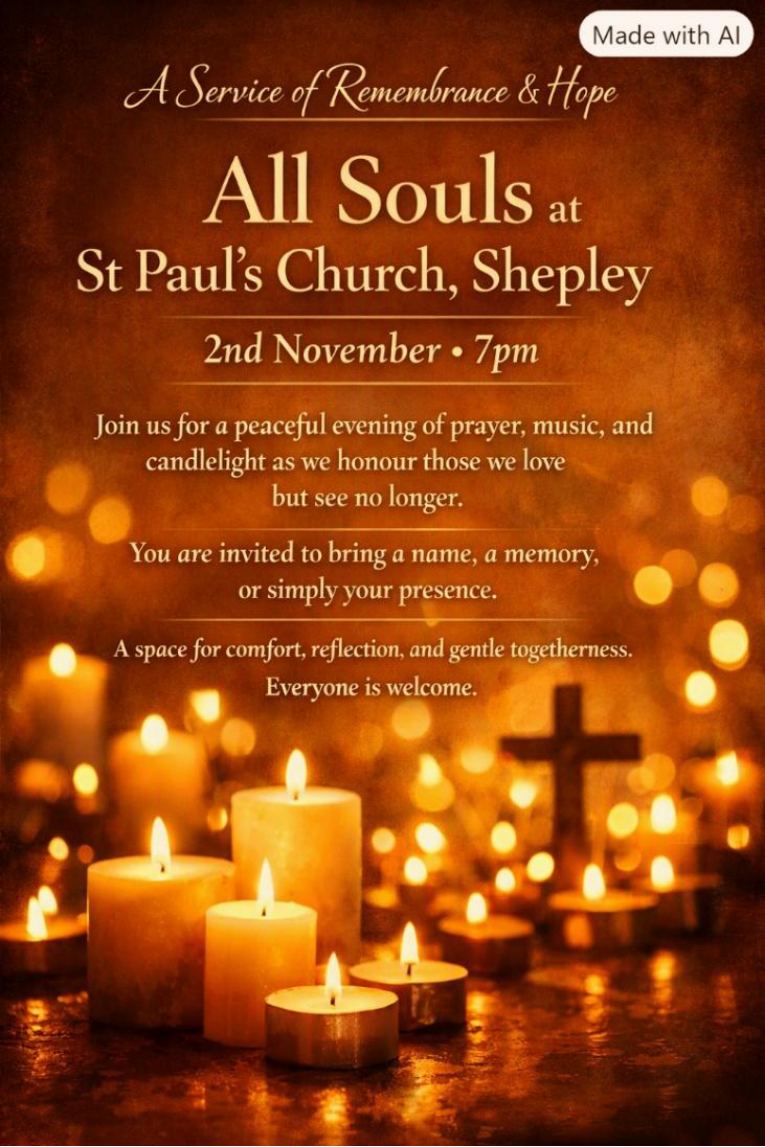 Made with AI
A Service of Remembrance & Hope
All Souls at
St Paul's Church, Shepley
2nd November • 7pm
Join us for a peaceful evening of prayer, music, and
candlelight as we honour those we love
but see no longer.
You are invited to bring a name, a memory,
or simply your presence.
A space for comfort, reflection, and gentle togetherness.
Everyone is welcome.